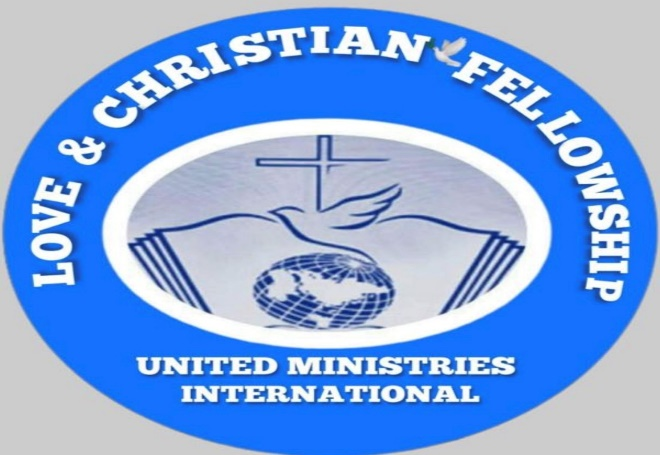 LOVE & CHRISTIAN FELLOWSHIP
UNITED MINISTRIES
INTERNATIONAL